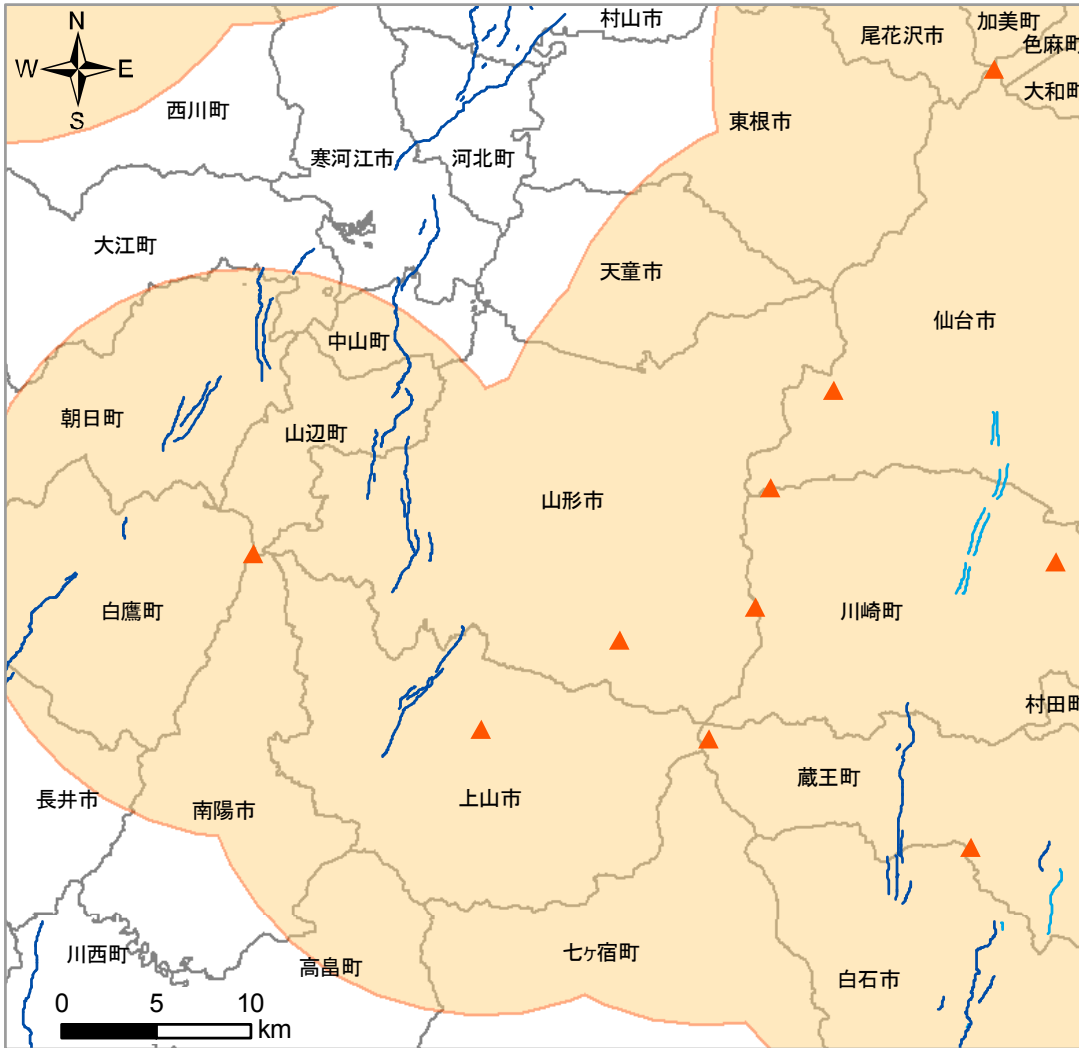 村山市
加美町
尾花沢市
色麻町
大和町
N
W E
S
西川町
東根市
寒河江市
河北町
大江町
天童市
仙台市
中山町
朝日町
山辺町
山形市
白鷹町
川崎町
村田町
蔵王町
長井市
南陽市
上山市
川西町
七ヶ宿町
高畠町
白石市
0 5 10
km